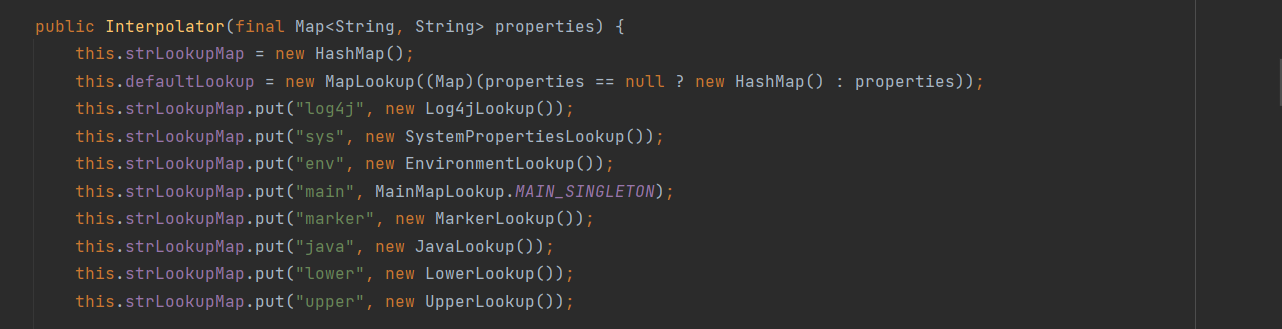 public Interpolator(final Map<String, String> properties) {
this.strLookupMap = new HashMap();
this.defaultLookup = new MapLookup((Map)(properties == null ? new HashMap() : properties));
this.strLookupMap.put("log4j", new Log4jLookup());
this.strLookupMap.put("sys", new SystemPropertiesLookup());
this.strLookupMap.put("env", new EnvironmentLookup());
this.strLookupMap.put("main", MainMapLookup.MAIN_SINGLETON);
this.strLookupMap.put("marker", new MarkerLookup());
this.strLookupMap.put("java", new JavaLookup());
this.strLookupMap.put("lower", new LowerLookup());
this.strLookupMap.put("upper", new UpperLookup());